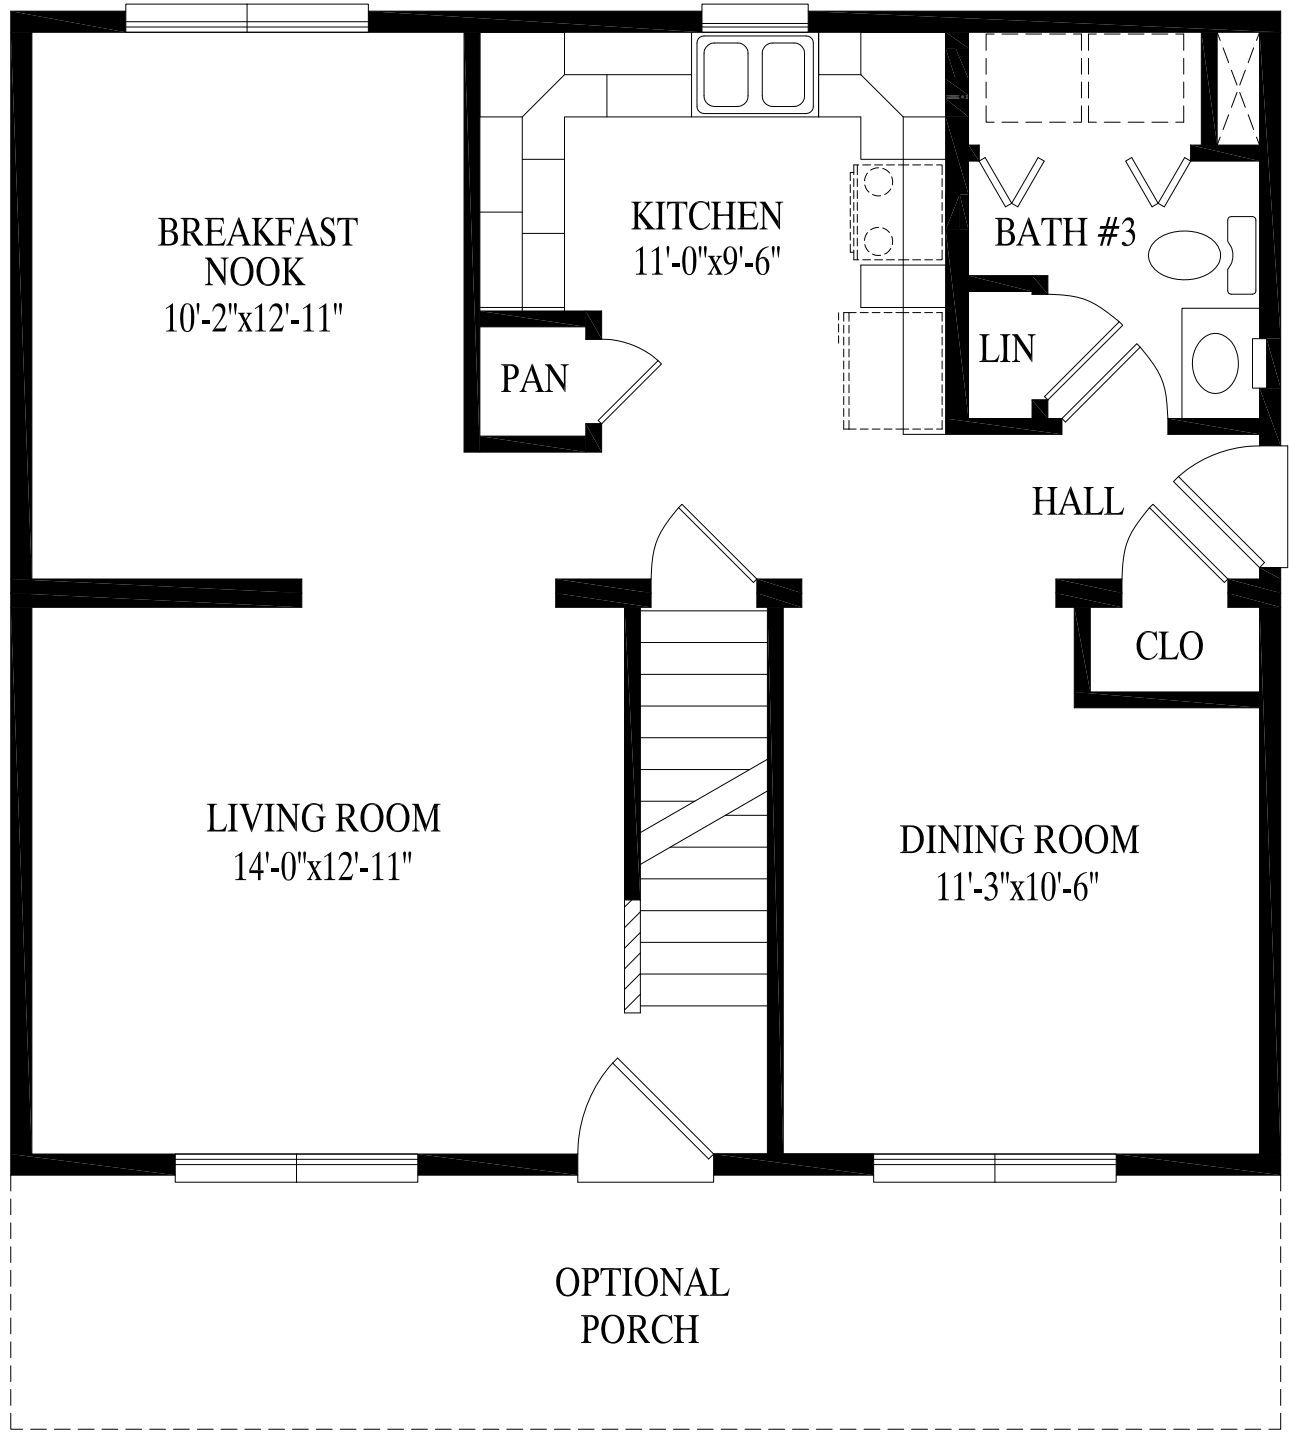 BREAKFAST
NOOK
10'-2"x12'-11"
KITCHEN
11'-0"x9'-6"
BATH #3
PAN
LIN
HALL
CLO
LIVING ROOM
14'-0"x12'-11"
DINING ROOM
11'-3"x10'-6"
OPTIONAL
PORCH